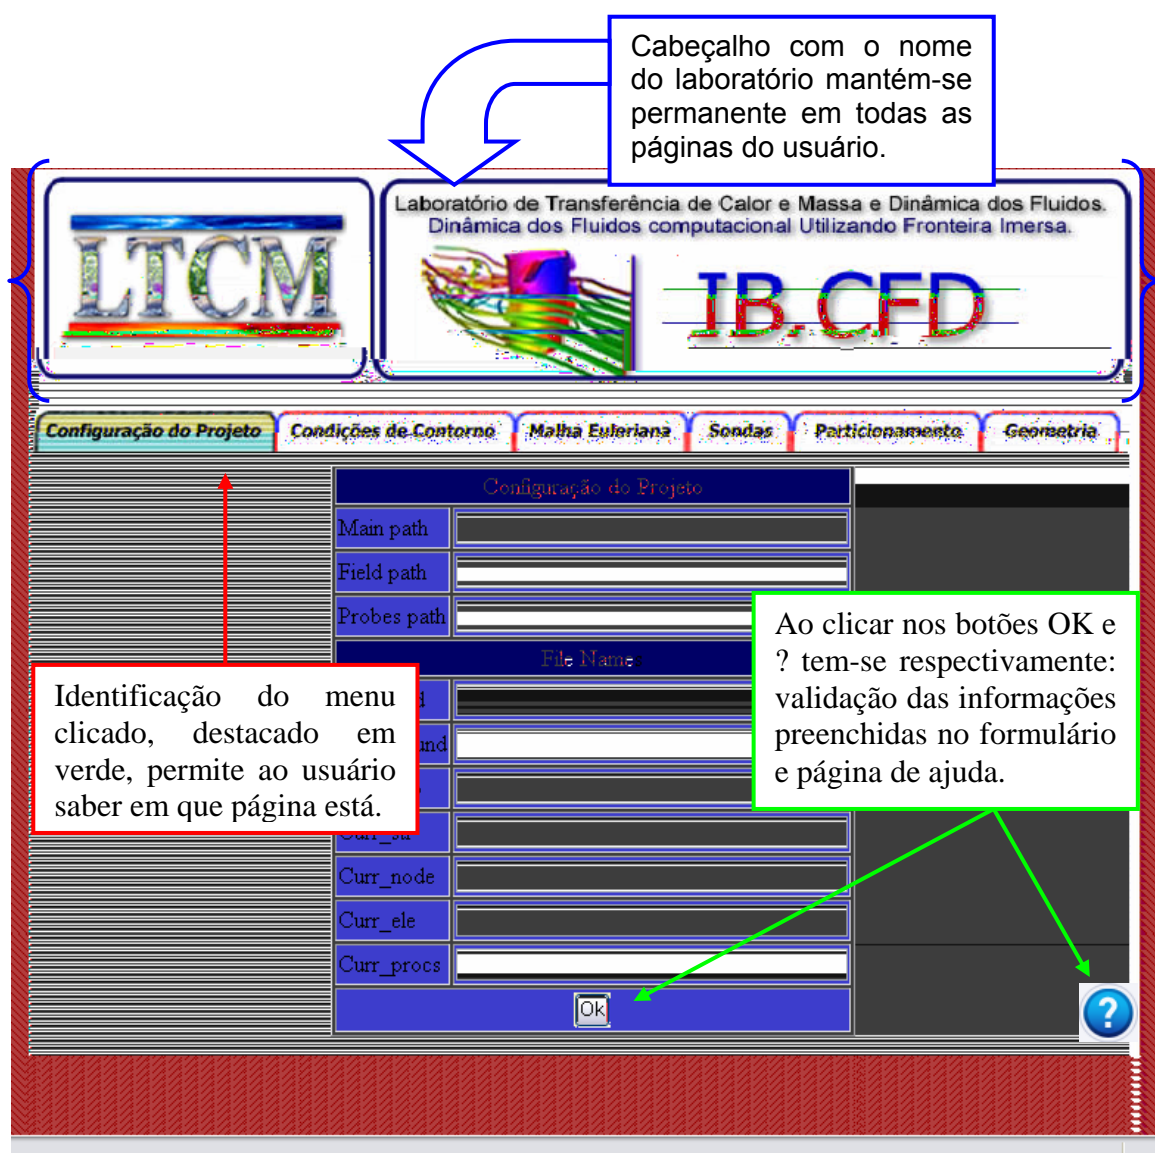 Cabeçalho com o nome
do laboratório mantém-se
permanente em todas as
páginas do usuário.
LTCM
Laboratório de Transferência de Calor e Massa e Dinâmica dos Fluidos.
Dinâmica dos Fluidos computacional Utilizando Fronteira Imersa.
IB.CFD
Configuração do Projeto Condições de Contorno Malha Euleriana Sondas Particionamento Geometria
Configuração do Projeto
Main path
Field path
Probes path
File Names
Ao clicar nos botões OK e
? tem-se respectivamente:
validação das informações
preenchidas no formulário
e página de ajuda.
Identificação do menu
clicado, destacado em
verde, permite ao usuário
saber em que página está.
Curr_node
Curr_ele
Curr_procs
Ok
?